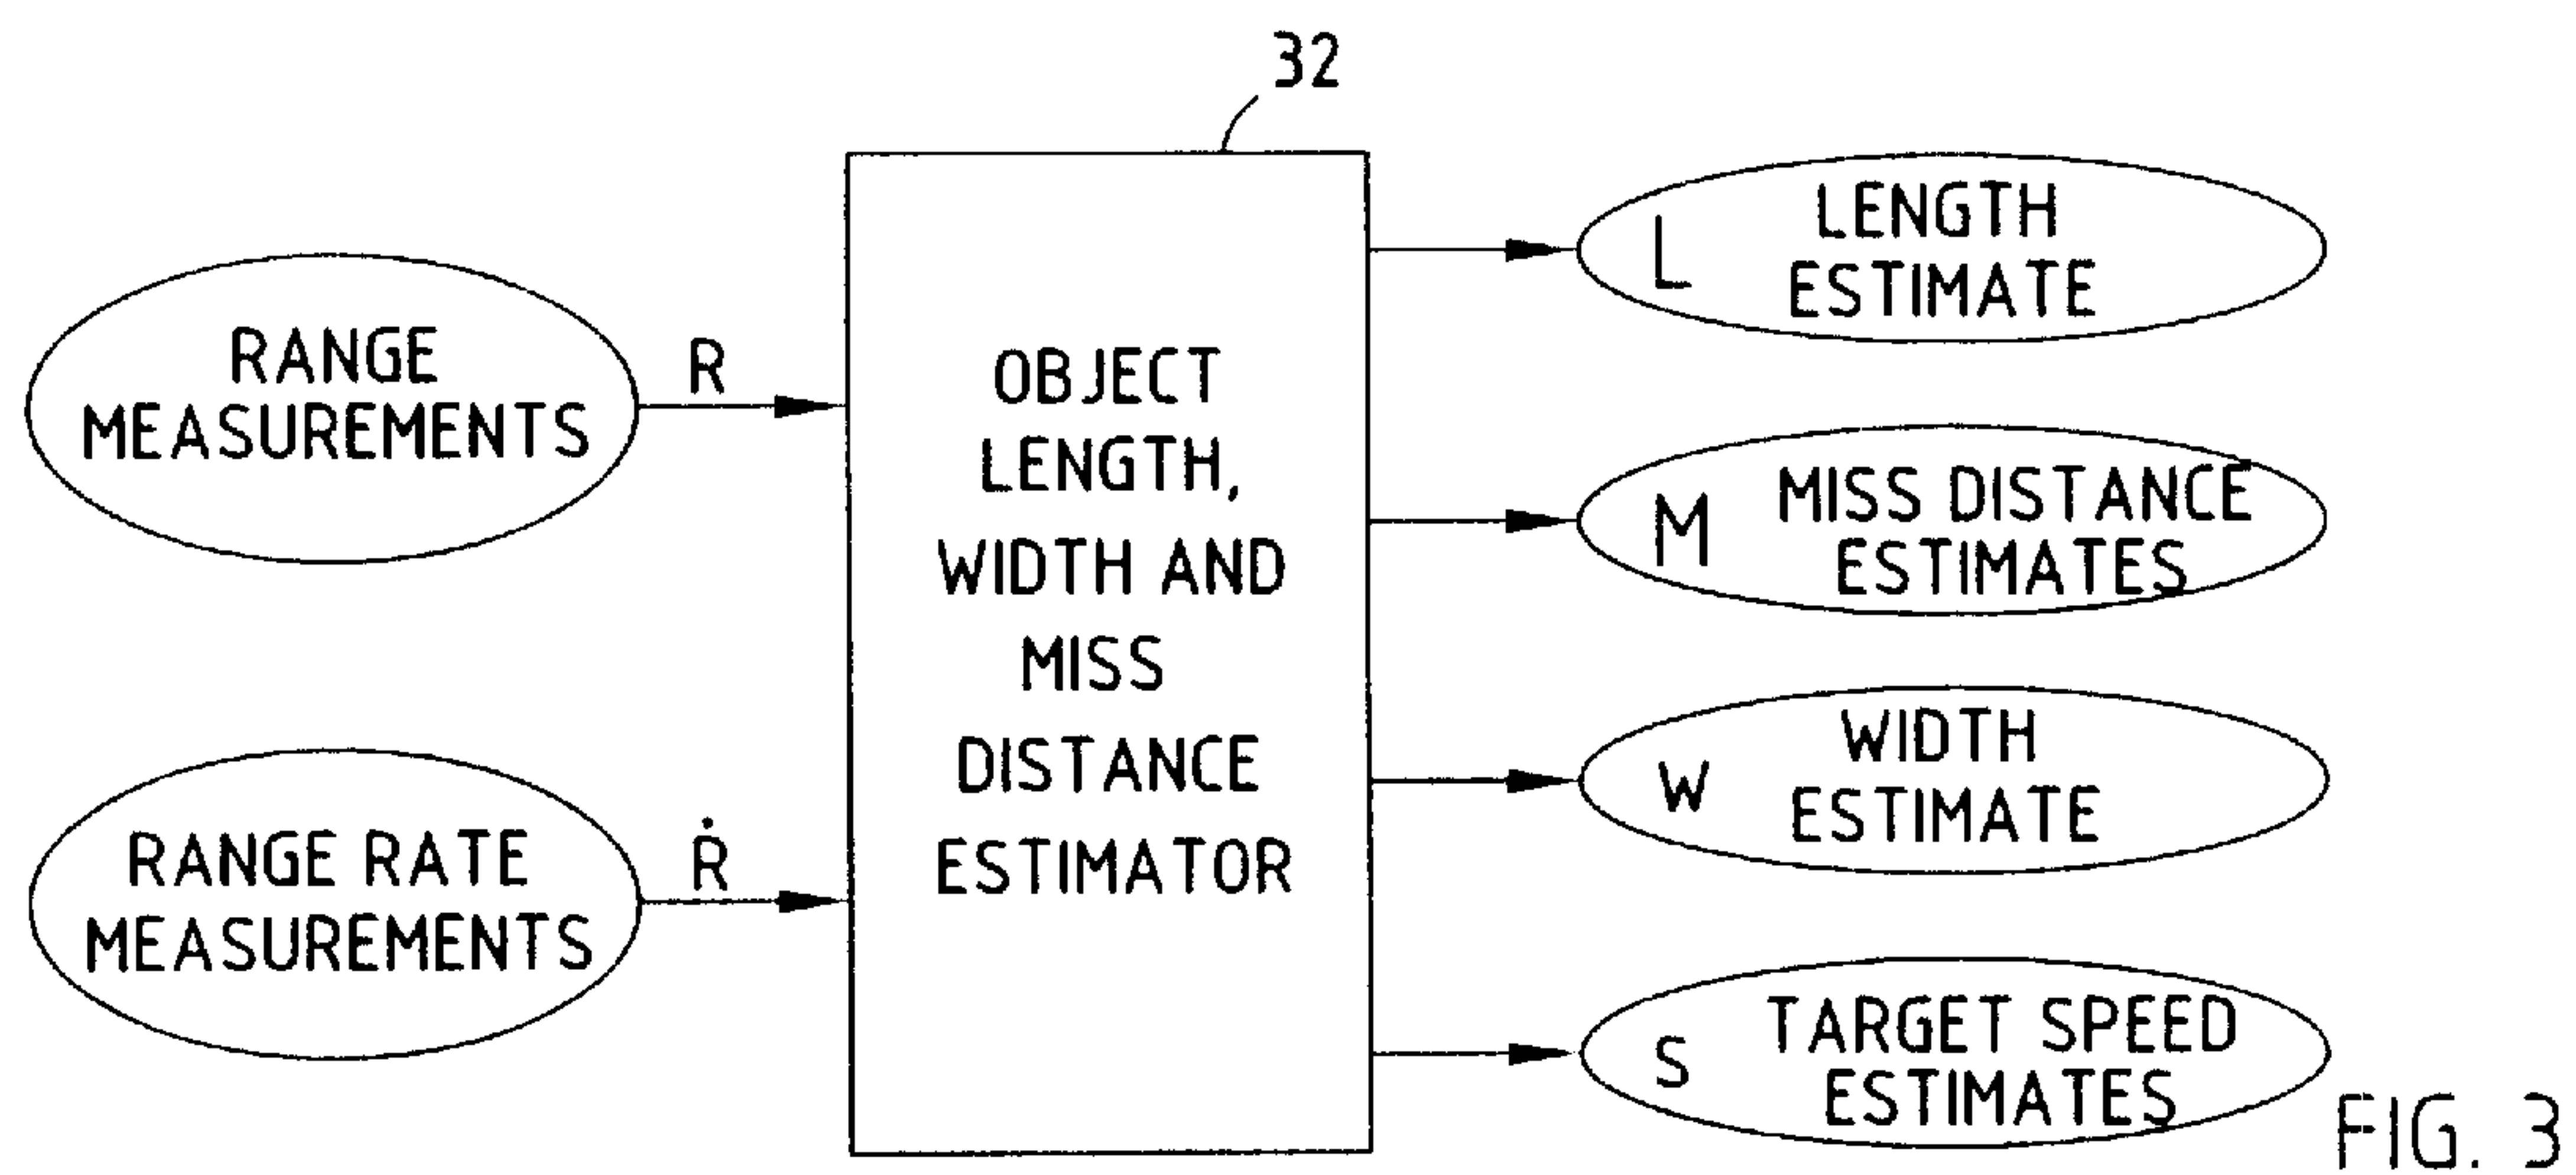 32
RANGE
MEASUREMENTS
R
RANGE RATE
MEASUREMENTS
Ṙ
OBJECT
LENGTH,
WIDTH AND
MISS
DISTANCE
ESTIMATOR
L LENGTH
ESTIMATE
M MISS DISTANCE
ESTIMATES
W WIDTH
ESTIMATE
S TARGET SPEED
ESTIMATES
FIG. 3